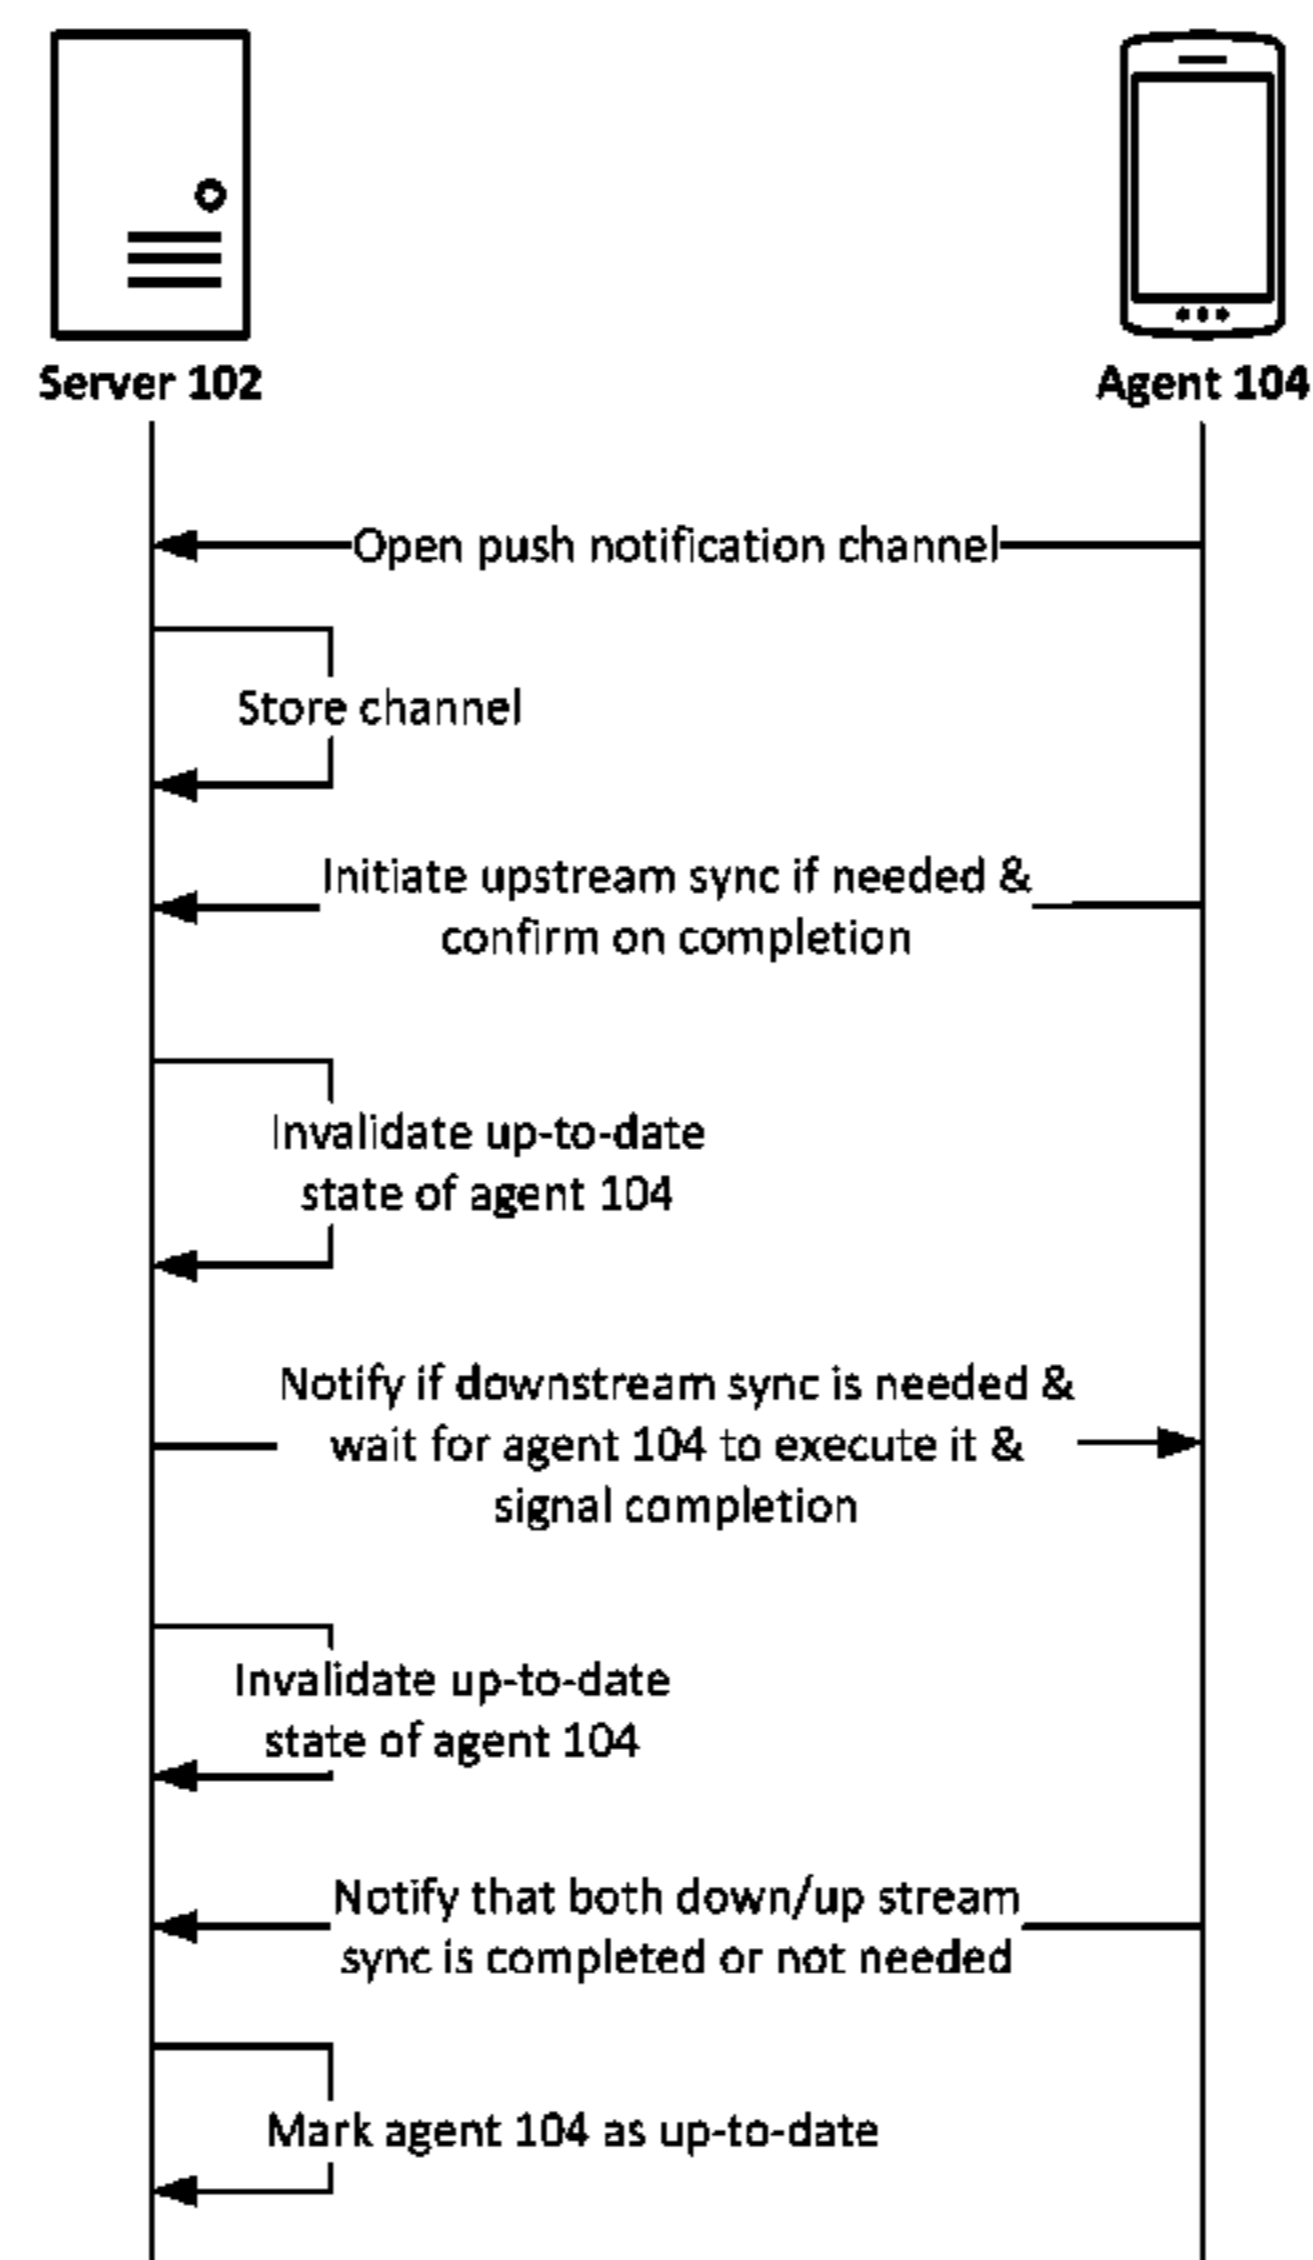 Server 102
Agent 104
Open push notification channel
Store channel
Initiate upstream sync if needed &
confirm on completion
Invalidate up-to-date
state of agent 104
Notify if downstream sync is needed &
wait for agent 104 to execute it &
signal completion
Invalidate up-to-date
state of agent 104
Notify that both down/up stream
sync is completed or not needed
Mark agent 104 as up-to-date